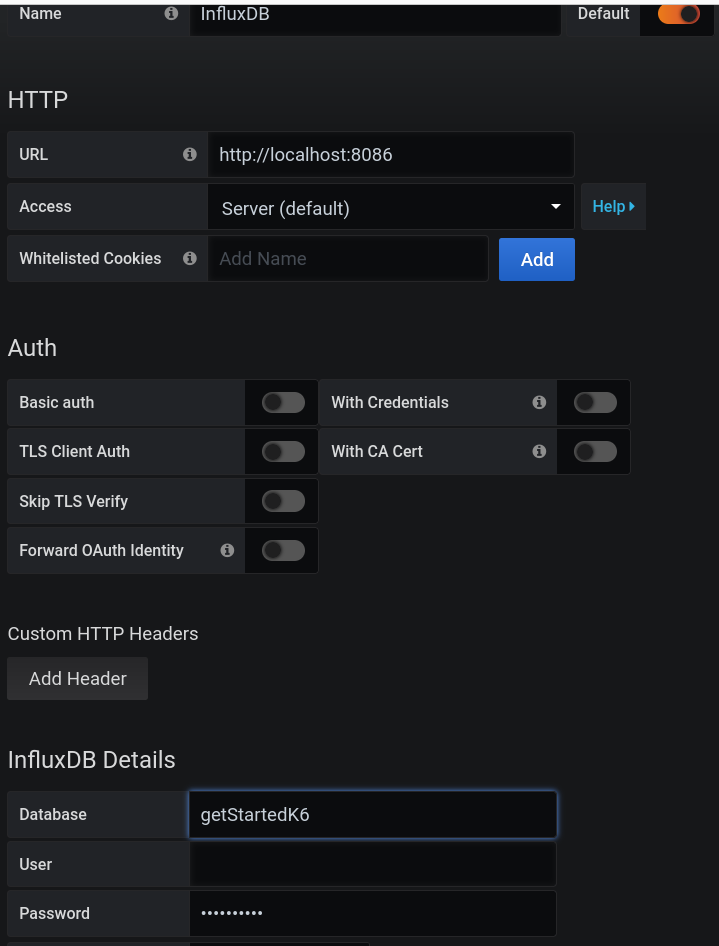 Name InfluxDB Default
HTTP
URL http://localhost:8086
Access Server (default) Help
Whitelisted Cookies Add Name Add
Auth
Basic auth With Credentials
TLS Client Auth With CA Cert
Skip TLS Verify
Forward OAuth Identity
Custom HTTP Headers
Add Header
InfluxDB Details
Database getStartedK6
User
Password ••••••••••